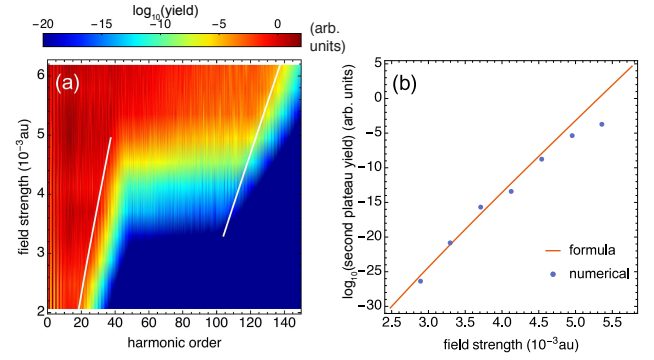 log₁₀(yield)
−20 −15 −10 −5 0
(arb. units)
(a)
field strength (10⁻³au)
6
5
4
3
2
0 20 40 60 80 100 120 140
harmonic order
(b)
log₁₀(second plateau yield) (arb. units)
5
0
−5
−10
−15
−20
−25
−30
formula
numerical
2.5 3.0 3.5 4.0 4.5 5.0 5.5
field strength (10⁻³au)